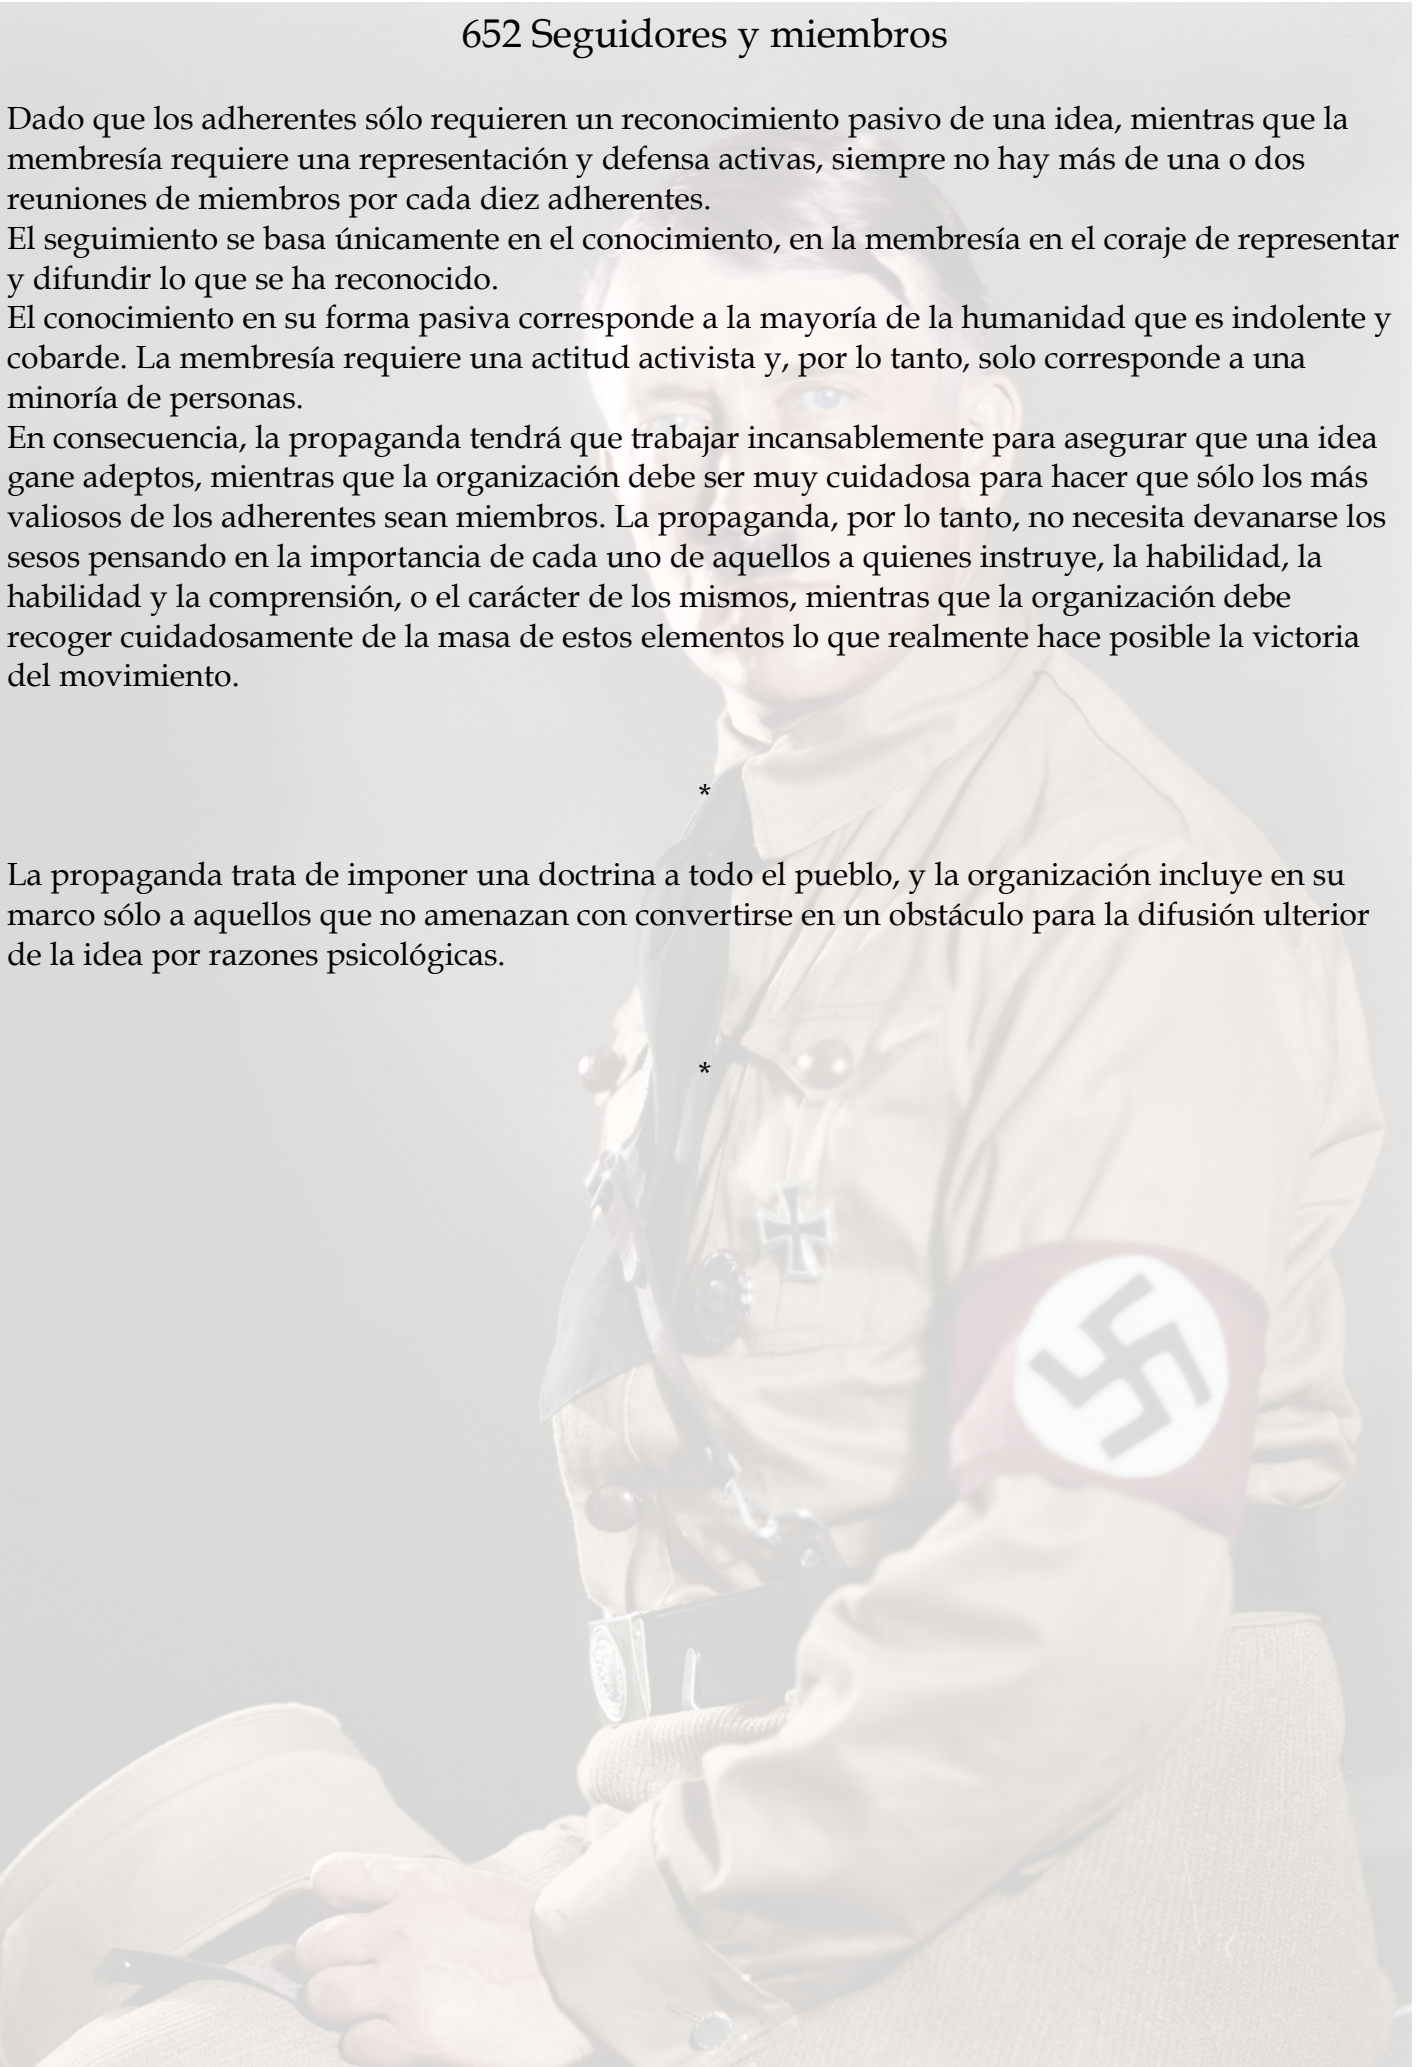 652 Seguidores y miembros
Dado que los adherentes sólo requieren un reconocimiento pasivo de una idea, mientras que la
membresía requiere una representación y defensa activas, siempre no hay más de una o dos
reuniones de miembros por cada diez adherentes.
El seguimiento se basa únicamente en el conocimiento, en la membresía en el coraje de representar
y difundir lo que se ha reconocido.
El conocimiento en su forma pasiva corresponde a la mayoría de la humanidad que es indolente y
cobarde. La membresía requiere una actitud activista y, por lo tanto, solo corresponde a una
minoría de personas.
En consecuencia, la propaganda tendrá que trabajar incansablemente para asegurar que una idea
gane adeptos, mientras que la organización debe ser muy cuidadosa para hacer que sólo los más
valiosos de los adherentes sean miembros. La propaganda, por lo tanto, no necesita devanarse los
sesos pensando en la importancia de cada uno de aquellos a quienes instruye, la habilidad, la
habilidad y la comprensión, o el carácter de los mismos, mientras que la organización debe
recoger cuidadosamente de la masa de estos elementos lo que realmente hace posible la victoria
del movimiento.
*
La propaganda trata de imponer una doctrina a todo el pueblo, y la organización incluye en su
marco sólo a aquellos que no amenazan con convertirse en un obstáculo para la difusión ulterior
de la idea por razones psicológicas.
*